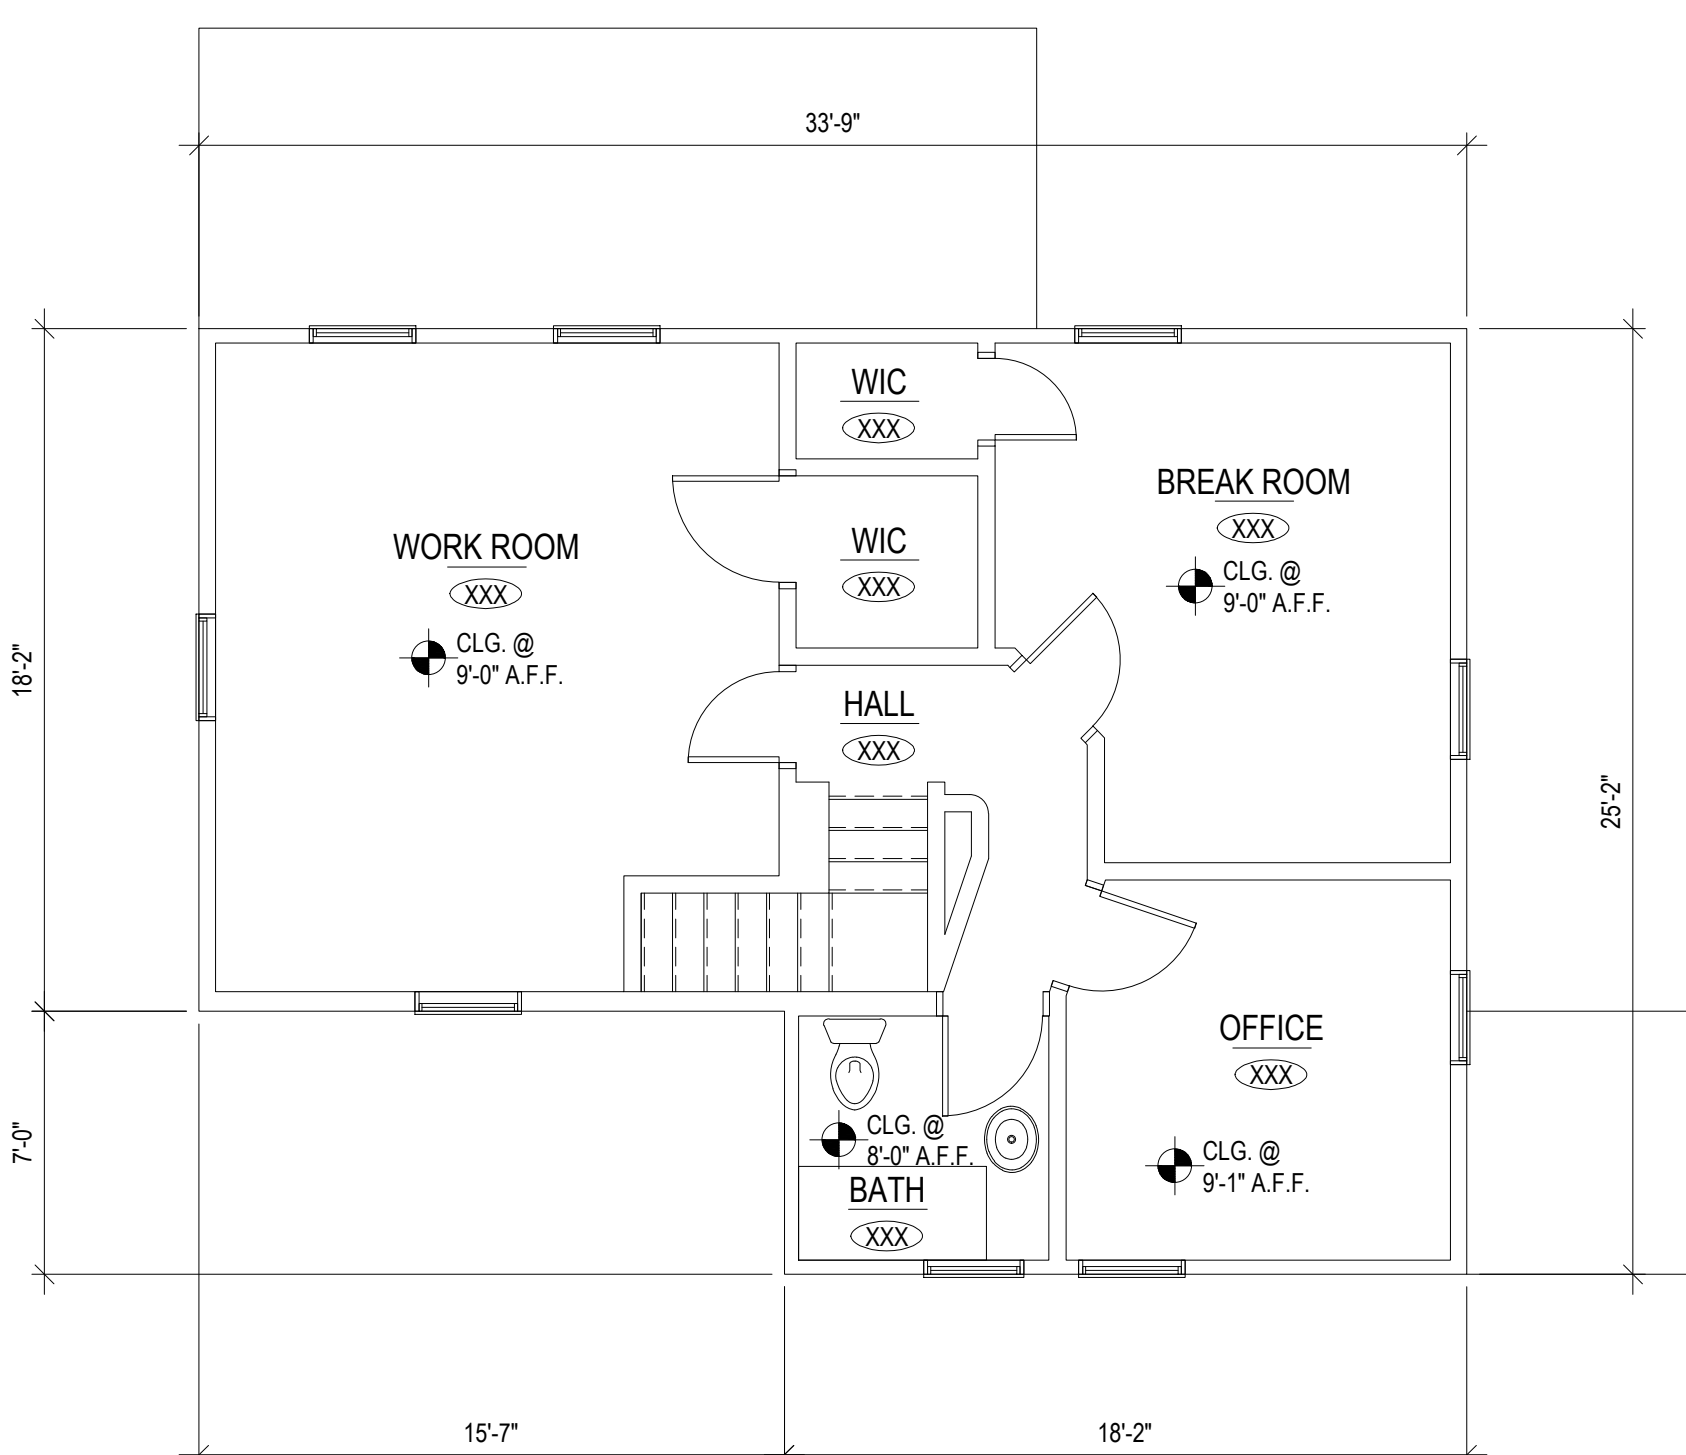 33'-9"
WIC
XXX
BREAK ROOM
XXX
CLG. @
9'-0" A.F.F.
WORK ROOM
XXX
CLG. @
9'-0" A.F.F.
WIC
XXX
18'-2"
HALL
XXX
25'-2"
OFFICE
XXX
CLG. @
9'-1" A.F.F.
7'-0"
CLG. @
8'-0" A.F.F.
BATH
XXX
15'-7"
18'-2"